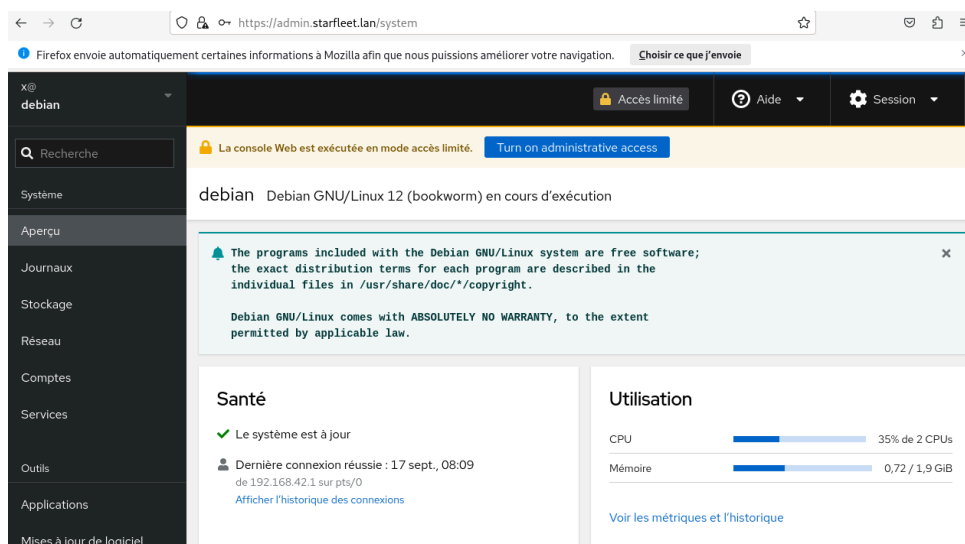 https://admin.starfleet.lan/system
Firefox envoie automatiquement certaines informations à Mozilla afin que nous puissions améliorer votre navigation. Choisir ce que j'envoie
x@
debian
Accès limité
Aide
Session
Recherche
La console Web est exécutée en mode accès limité. Turn on administrative access
Système
debian Debian GNU/Linux 12 (bookworm) en cours d'exécution
Aperçu
Journaux
Stockage
Réseau
Comptes
Services
Outils
Applications
Mises à jour de logiciel
The programs included with the Debian GNU/Linux system are free software;
the exact distribution terms for each program are described in the
individual files in /usr/share/doc/*/copyright.
Debian GNU/Linux comes with ABSOLUTELY NO WARRANTY, to the extent
permitted by applicable law.
Santé
Le système est à jour
Dernière connexion réussie : 17 sept., 08:09
de 192.168.42.1 sur pts/0
Afficher l'historique des connexions
Utilisation
CPU 35% de 2 CPUs
Mémoire 0,72 / 1,9 GiB
Voir les métriques et l'historique